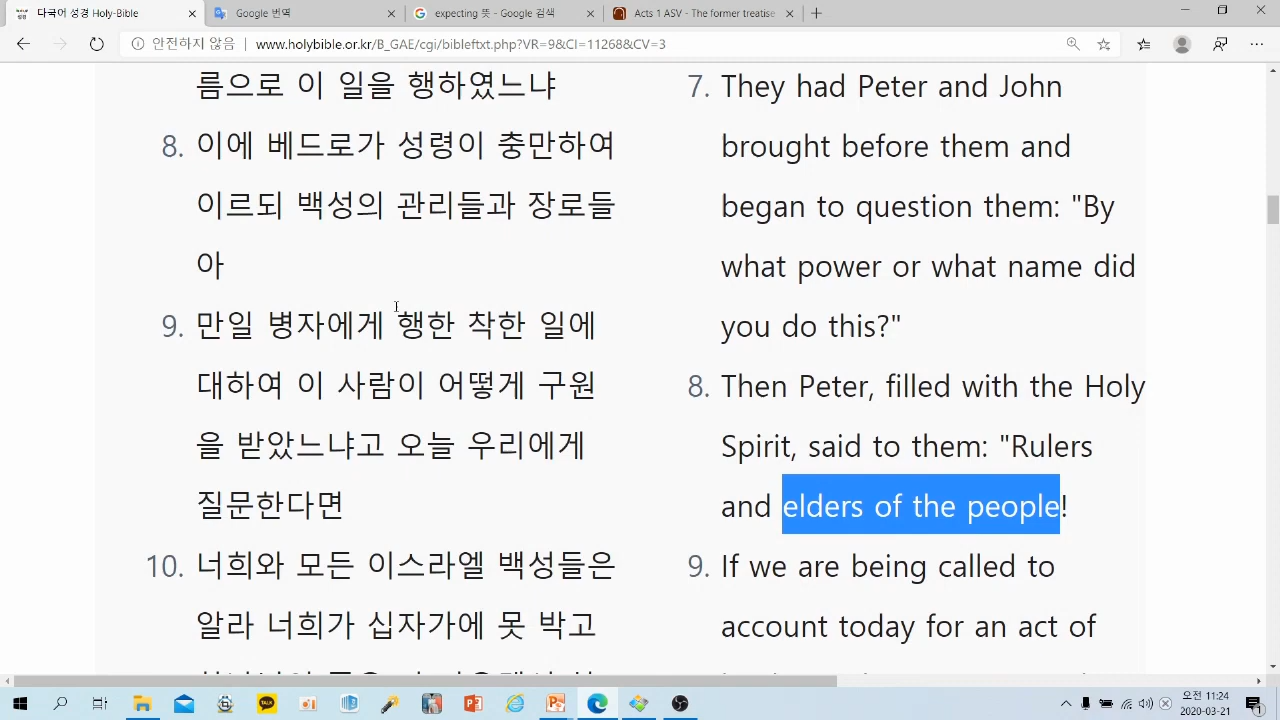 다국어 성경 Holy-Bible
Google 번역
expecting 뜻 - Google 검색
Acts 1 ASV - The former treatise
안전하지 않음
www.holybible.or.kr/B_GAE/cgi/bibleftxt.php?VR=9&CI=11268&CV=3
름으로 이 일을 행하였느냐
8. 이에 베드로가 성령이 충만하여
이르되 백성의 관리들과 장로들
아
9. 만일 병자에게 행한 착한 일에
대하여 이 사람이 어떻게 구원
을 받았느냐고 오늘 우리에게
질문한다면
10. 너희와 모든 이스라엘 백성들은
알라 너희가 십자가에 못 박고
7. They had Peter and John
brought before them and
began to question them: "By
what power or what name did
you do this?"
8. Then Peter, filled with the Holy
Spirit, said to them: "Rulers
and elders of the people!
9. If we are being called to
account today for an act of
TALK
오전 11:24
2020-03-21
1